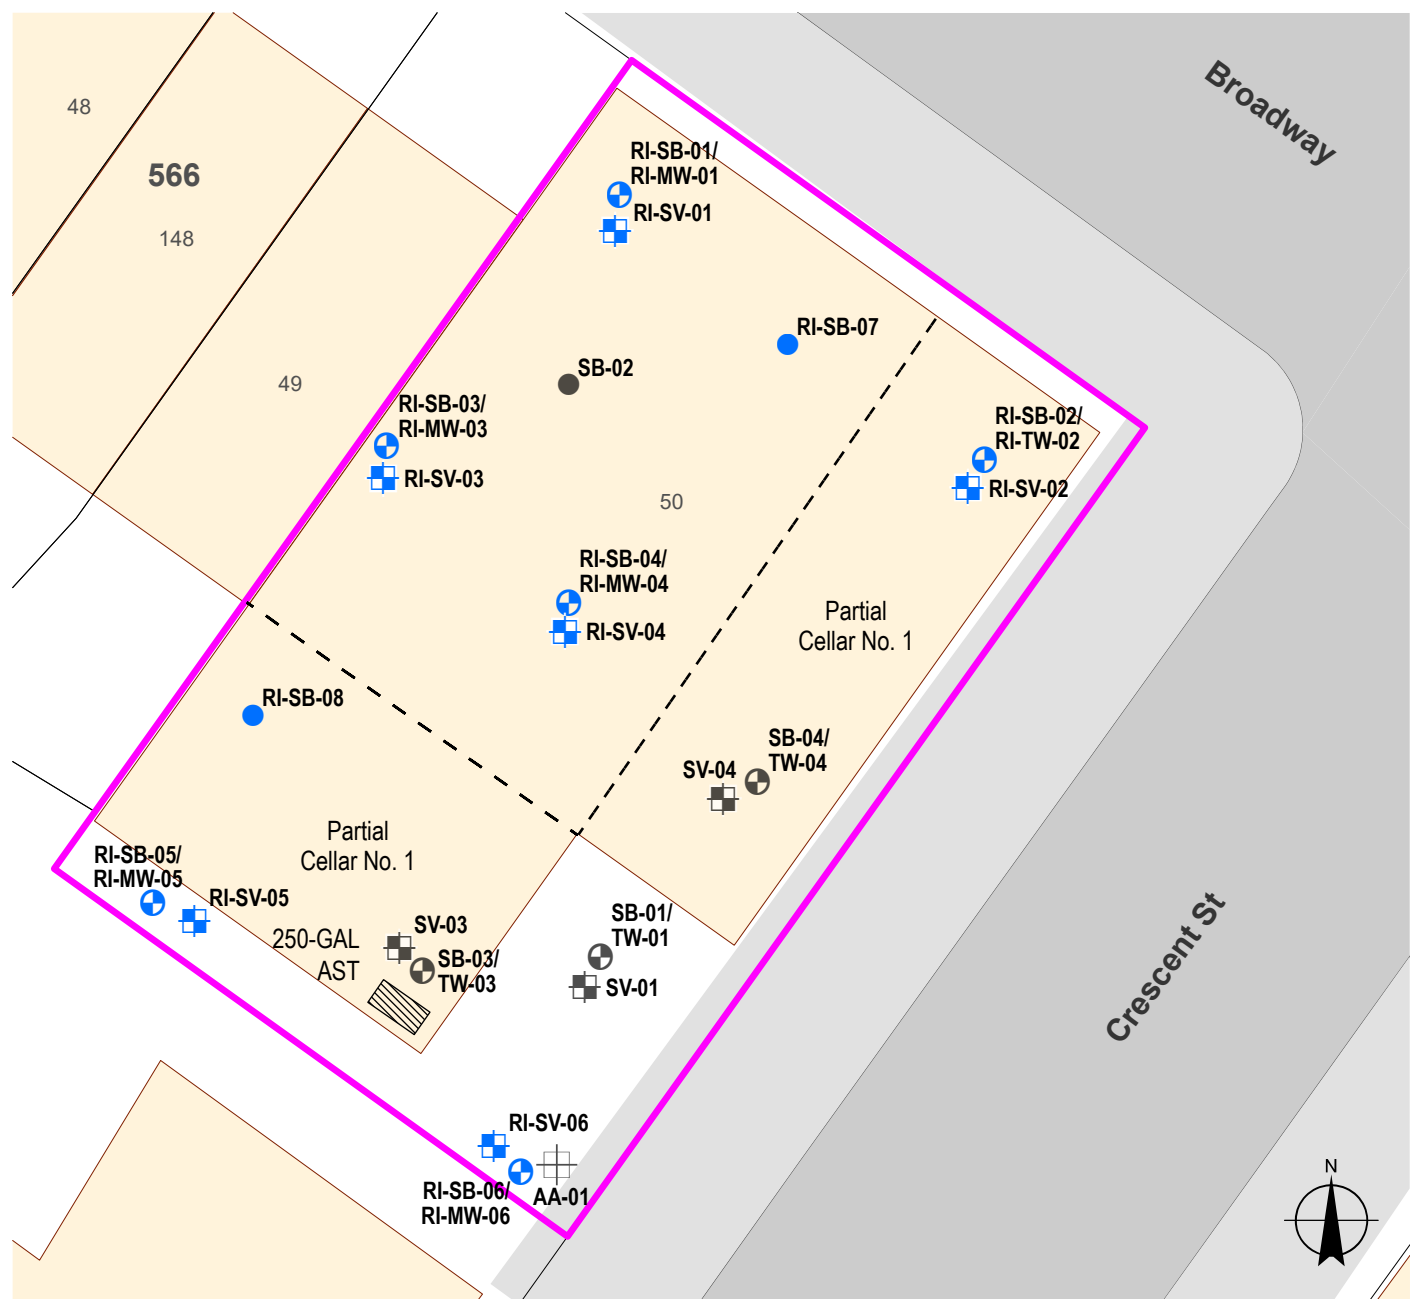 Broadway
48
566
148
RI-SB-01/
RI-MW-01
RI-SV-01
RI-SB-07
SB-02
49
RI-SB-03/
RI-MW-03
RI-SV-03
RI-SB-02/
RI-TW-02
RI-SV-02
50
RI-SB-04/
RI-MW-04
RI-SV-04
Partial
Cellar No. 1
RI-SB-08
SB-04/
TW-04
SV-04
Partial
Cellar No. 1
RI-SB-05/
RI-MW-05
RI-SV-05
SV-03
250-GAL
AST
SB-03/
TW-03
SB-01/
TW-01
SV-01
Crescent St
RI-SV-06
RI-SB-06/
RI-MW-06
AA-01
N